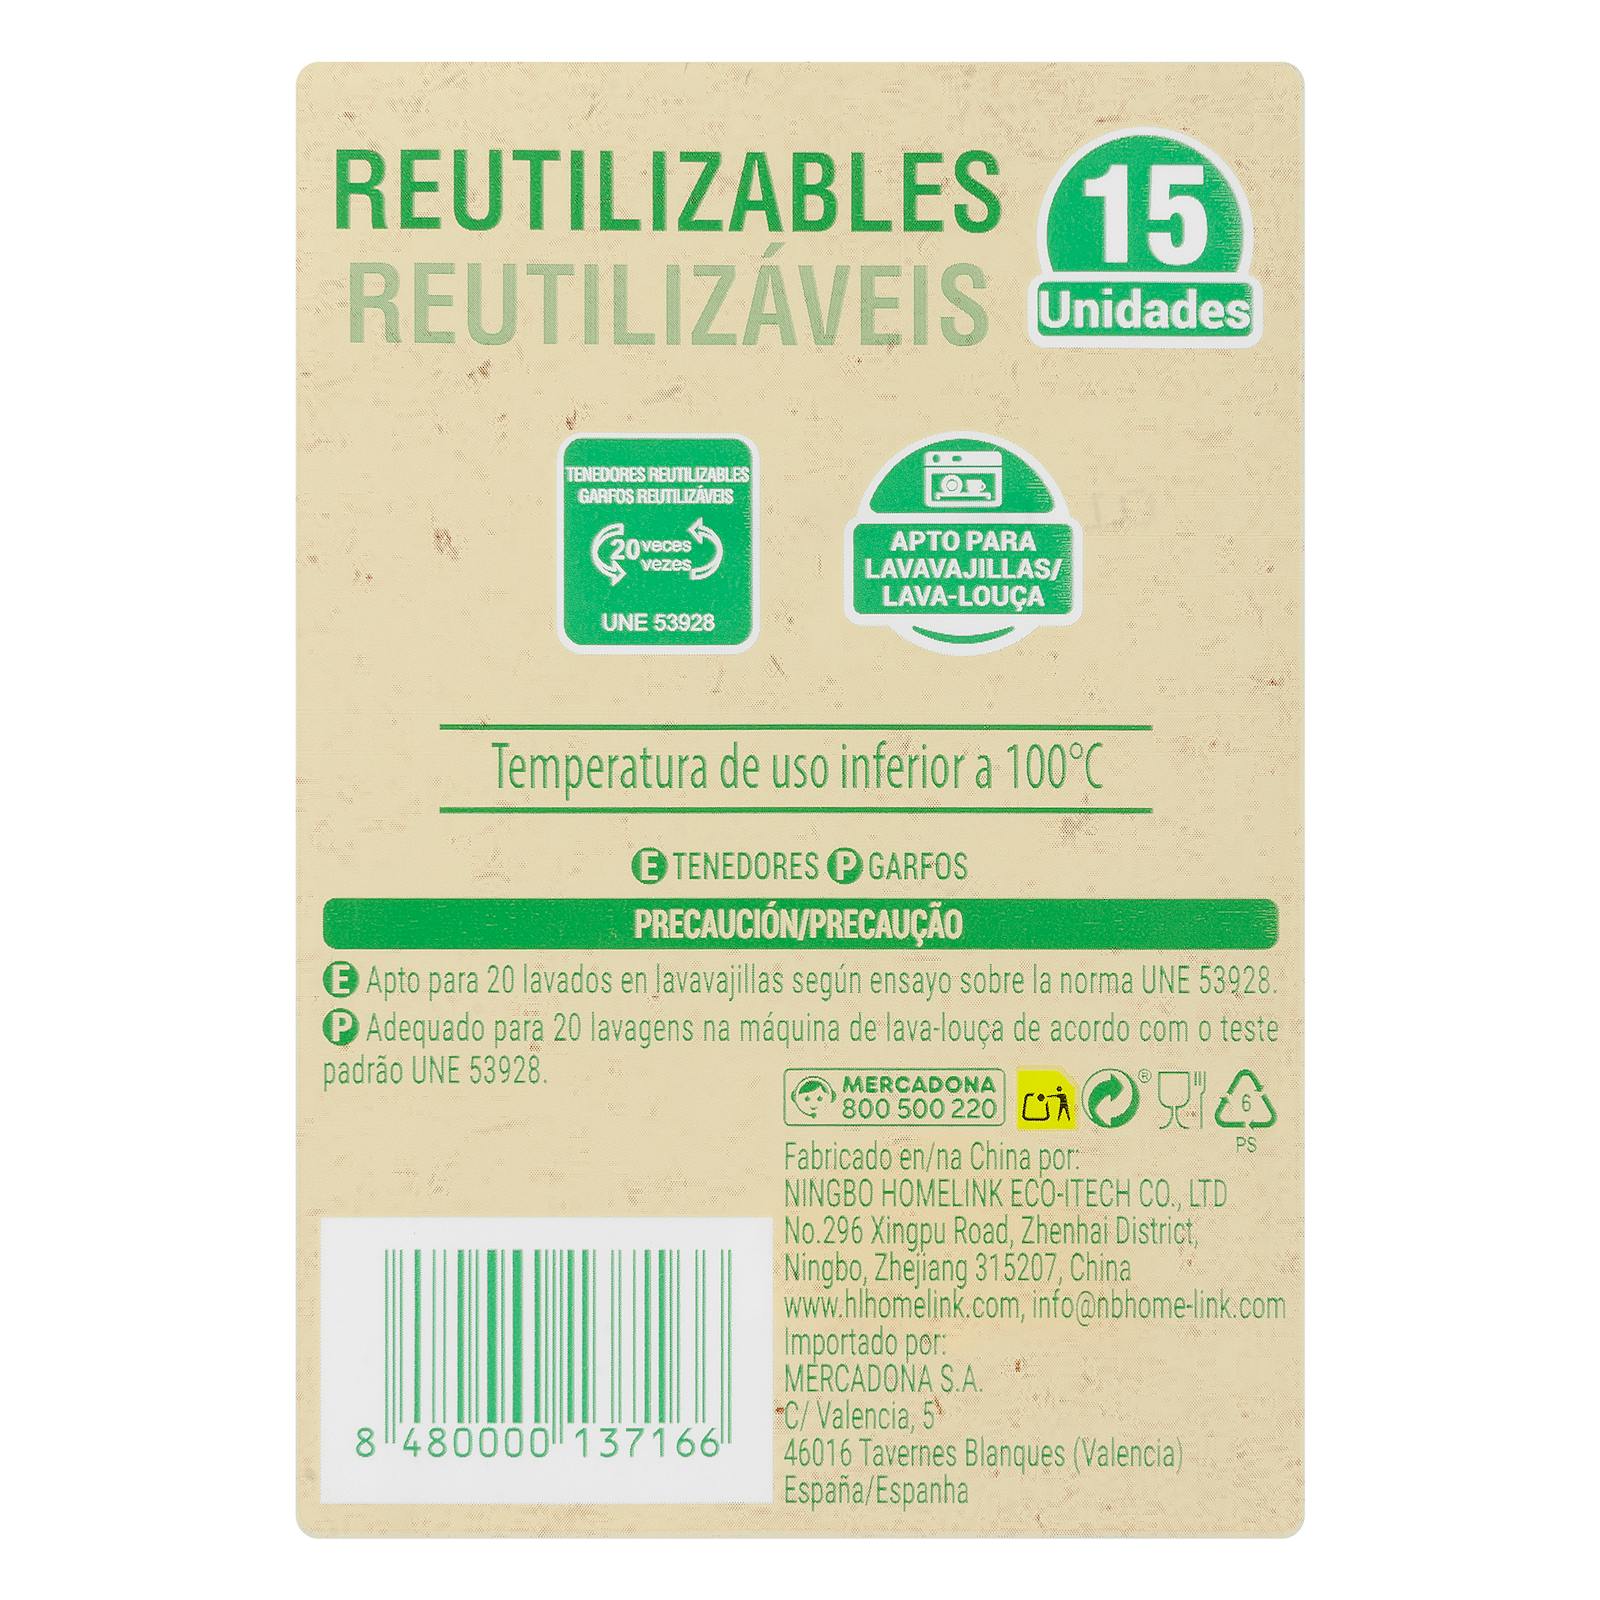 REUTILIZABLES
REUTILIZÁVEIS
15
Unidades
TENEDORES REUTILIZABLES
GARFOS REUTILIZÁVEIS
20 veces
vezes
UNE 53928
APTO PARA
LAVAVAJILLAS/
LAVA-LOUÇA
Temperatura de uso inferior a 100°C
E TENEDORES P GARFOS
PRECAUCIÓN/PRECAUÇÃO
E Apto para 20 lavados en lavavajillas según ensayo sobre la norma UNE 53928.
P Adequado para 20 lavagens na máquina de lava-louça de acordo com o teste
padrão UNE 53928.
MERCADONA
800 500 220
®
6
PS
Fabricado en/na China por:
NINGBO HOMELINK ECO-ITECH CO., LTD
No.296 Xingpu Road, Zhenhai District,
Ningbo, Zhejiang 315207, China
www.hlhomelink.com, info@nbhome-link.com
Importado por:
MERCADONA S.A.
C/ Valencia, 5
46016 Tavernes Blanques (Valencia)
España/Espanha
8 480000 137166